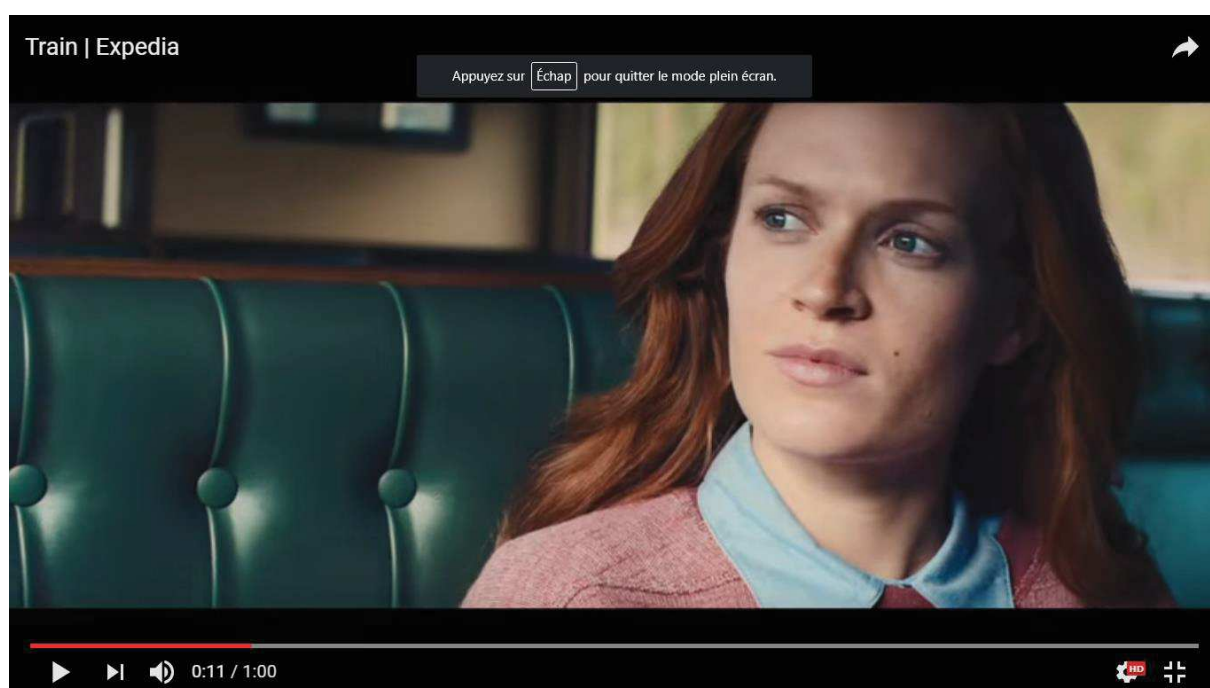 Train | Expedia
Appuyez sur Échap pour quitter le mode plein écran.
0:11 / 1:00
HD